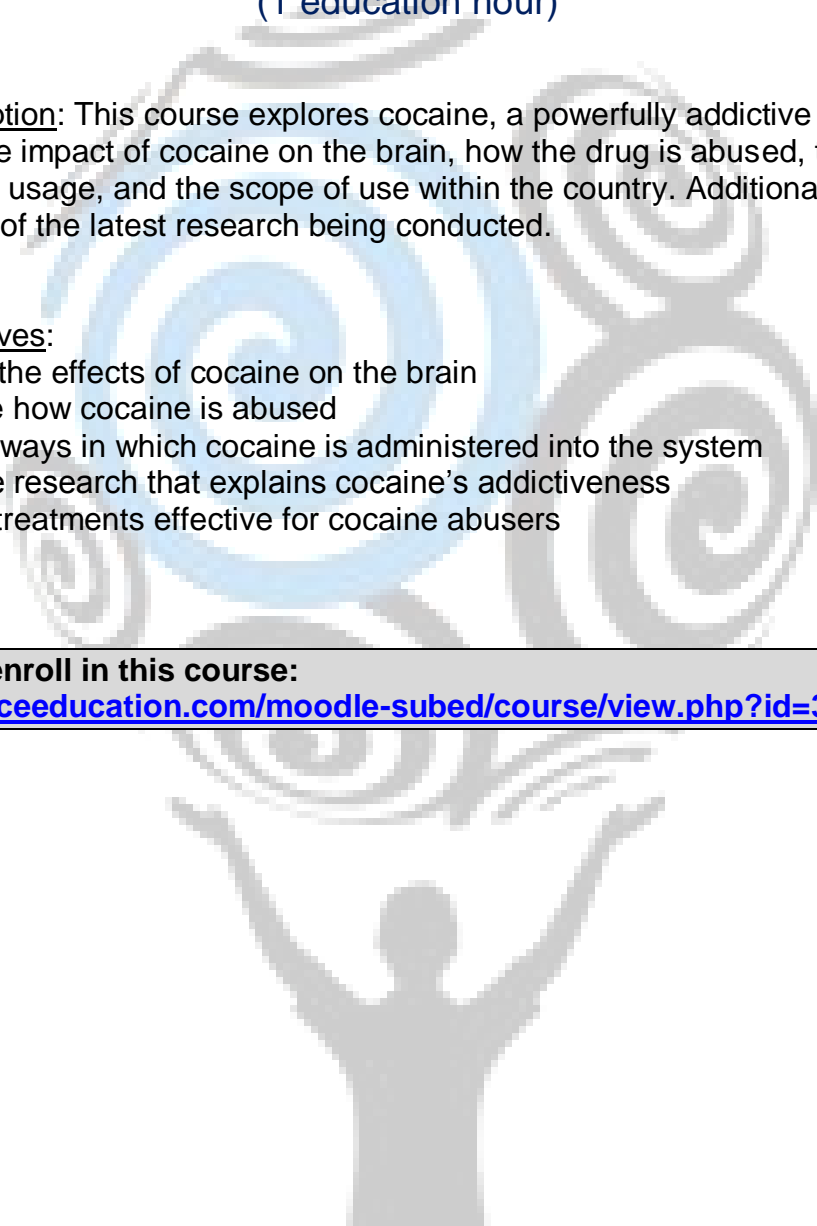 (1 education hour)
ption: This course explores cocaine, a powerfully addictive
e impact of cocaine on the brain, how the drug is abused, t
usage, and the scope of use within the country. Additiona
of the latest research being conducted.
ves:
the effects of cocaine on the brain
e how cocaine is abused
ways in which cocaine is administered into the system
e research that explains cocaine’s addictiveness
treatments effective for cocaine abusers
enroll in this course:
ceeducation.com/moodle-subed/course/view.php?id=3